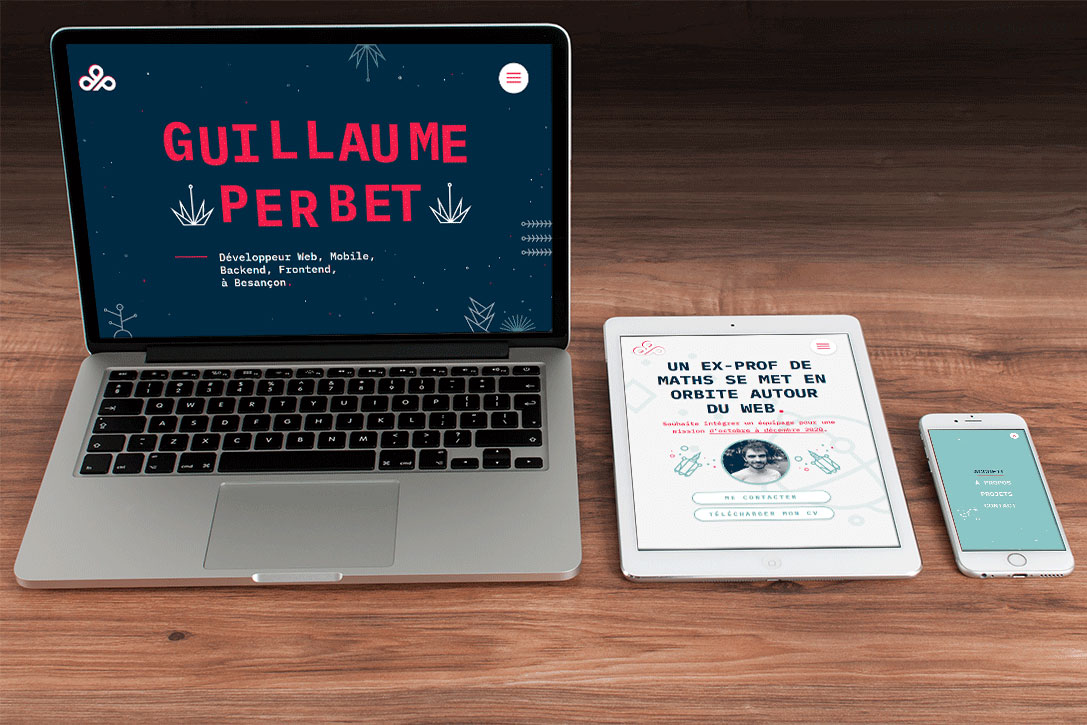 GUILLAUME
PERBET
Développeur Web, Mobile,
Backend, Frontend,
à Besançon.
UN EX-PROF DE
MATHS SE MET EN
ORBITE AUTOUR
DU WEB.
Souhaite intégrer un équipage pour une
mission d'octobre à décembre 2020.
ME CONTACTER
TÉLÉCHARGER MON CV
ACCUEIL
À PROPOS
PROJETS
CONTACT